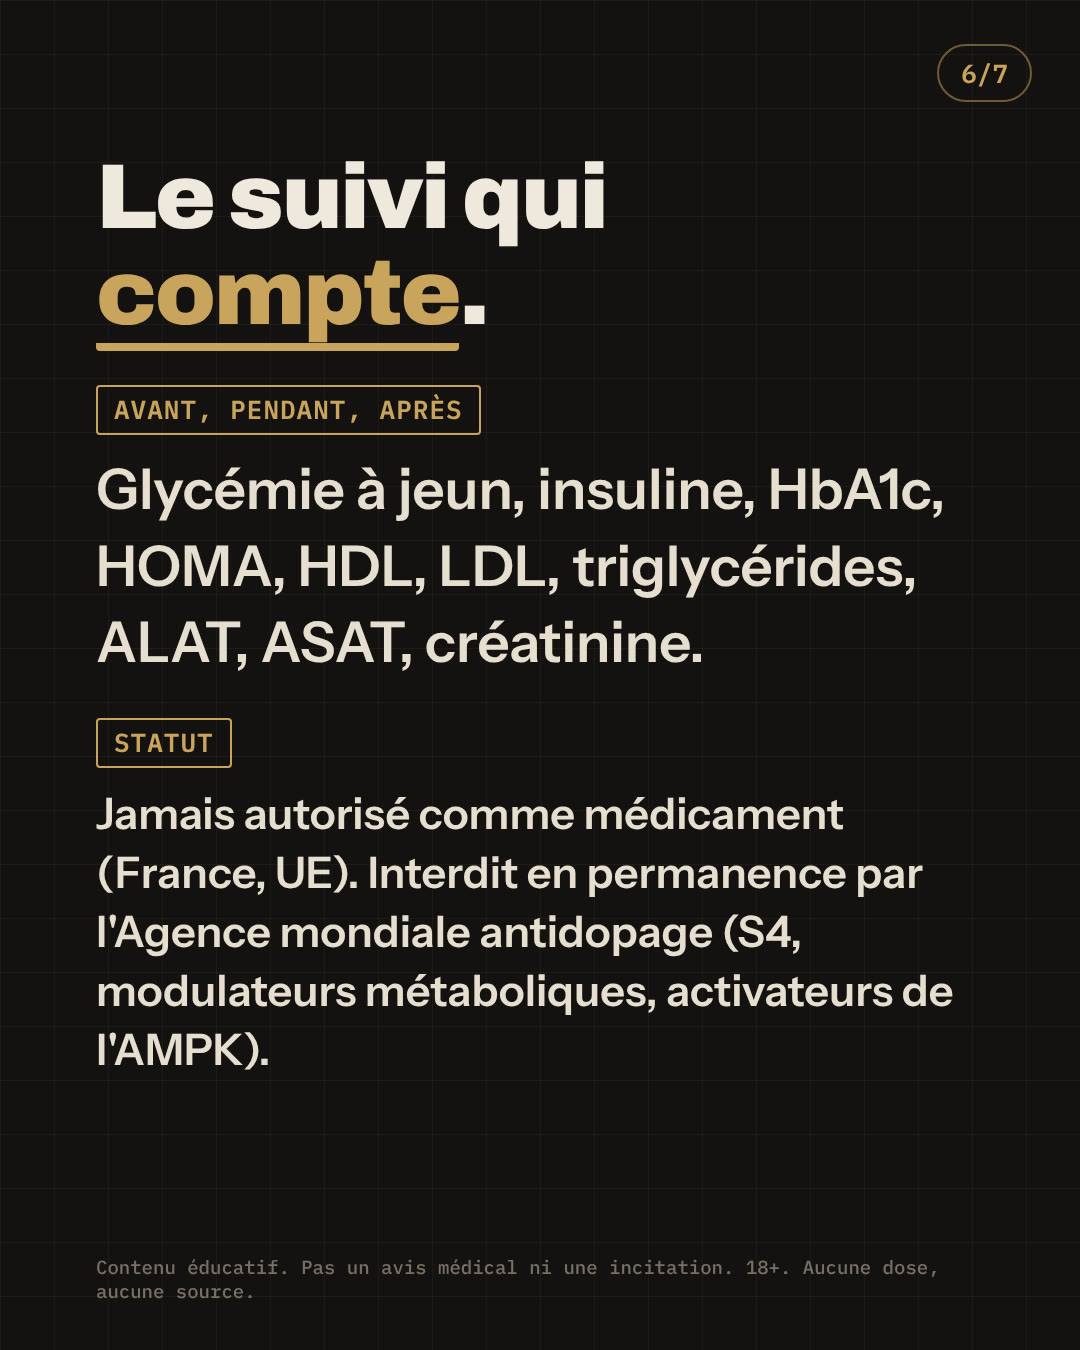 6/7
Le suivi qui
compte.
AVANT, PENDANT, APRÈS
Glycémie à jeun, insuline, HbA1c,
HOMA, HDL, LDL, triglycérides,
ALAT, ASAT, créatinine.
STATUT
Jamais autorisé comme médicament
(France, UE). Interdit en permanence par
l'Agence mondiale antidopage (S4,
modulateurs métaboliques, activateurs de
l'AMPK).
Contenu éducatif. Pas un avis médical ni une incitation. 18+. Aucune dose,
aucune source.